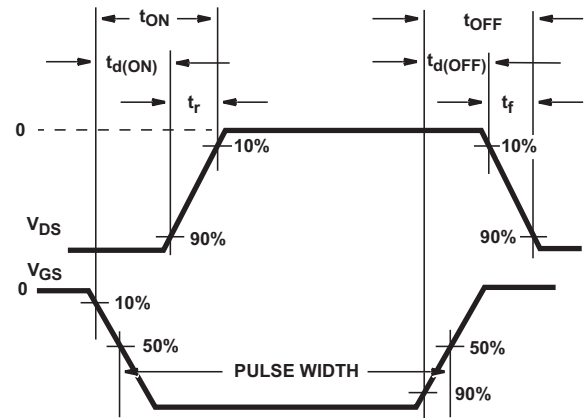 tON tOFF
td(ON) td(OFF)
tr tf
0
10% 10%
VDS 90% 90%
VGS
0
10%
50% PULSE WIDTH 50%
90%